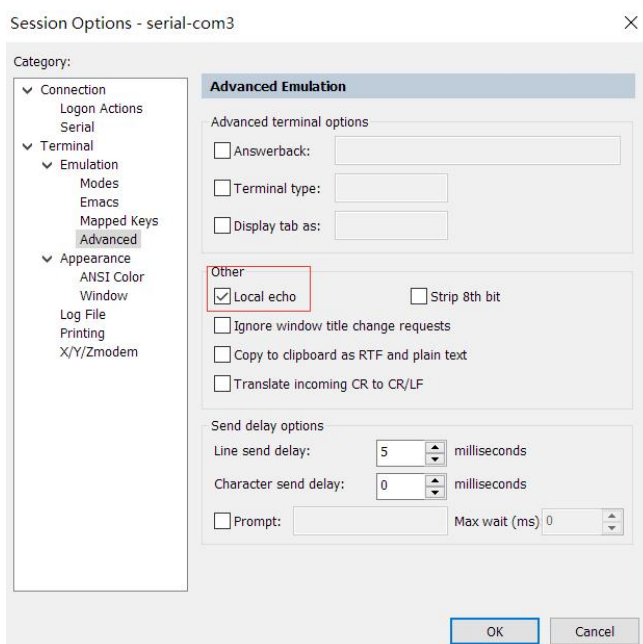 Session Options - serial-com3
Category:
Connection
Logon Actions
Serial
Terminal
Emulation
Modes
Emacs
Mapped Keys
Advanced
Appearance
ANSI Color
Window
Log File
Printing
X/Y/Zmodem
Advanced Emulation
Advanced terminal options
Answerback:
Terminal type:
Display tab as:
Other
Local echo Strip 8th bit
Ignore window title change requests
Copy to clipboard as RTF and plain text
Translate incoming CR to CR/LF
Send delay options
Line send delay: 5 milliseconds
Character send delay: 0 milliseconds
Prompt: Max wait (ms) 0
OK Cancel